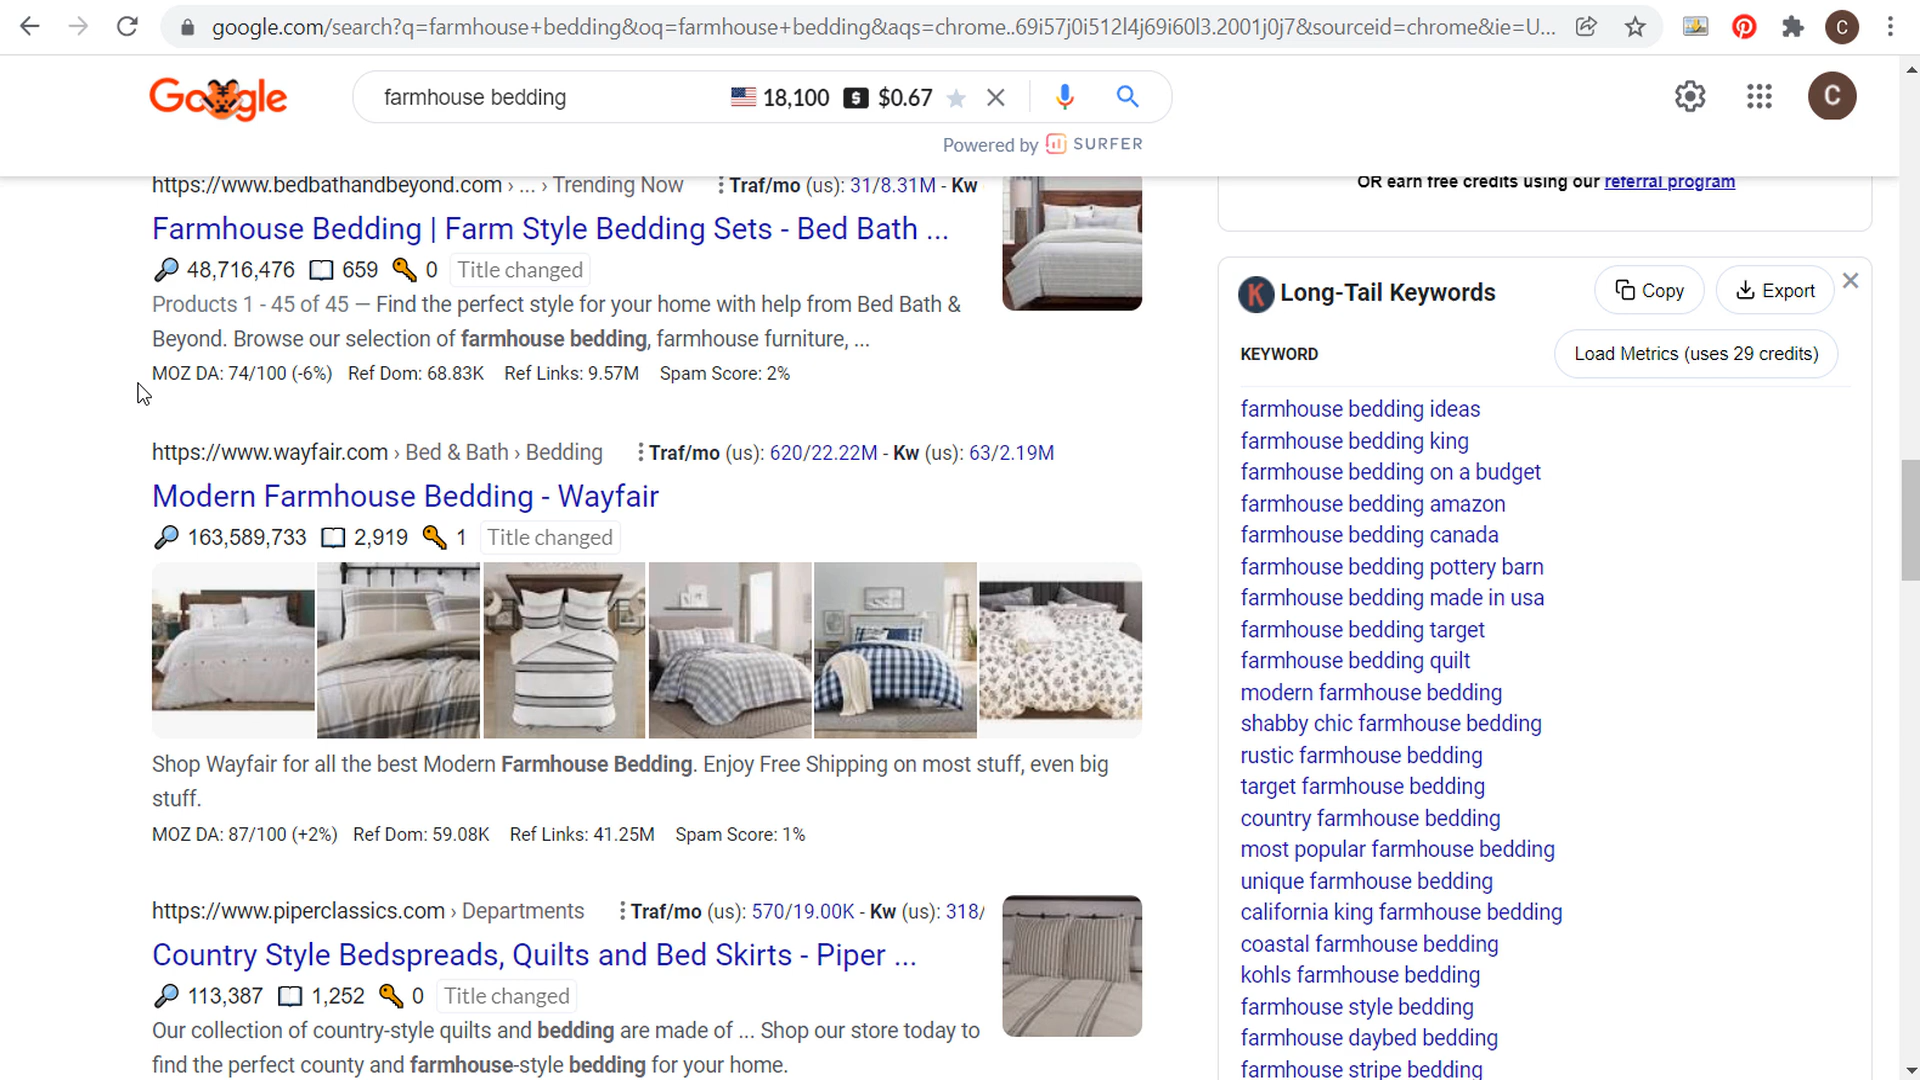 google.com/search?q=farmhouse+bedding&oq=farmhouse+bedding&aqs=chrome..69i57j0i512l4j69i60l3.2001j0j7&sourceid=chrome&ie=U...
C
Google
farmhouse bedding
18,100
$0.67
C
Powered by SURFER
https://www.bedbathandbeyond.com › ... › Trending Now
Traf/mo (us): 31/8.31M - Kw
Farmhouse Bedding | Farm Style Bedding Sets - Bed Bath ...
48,716,476 659 0 Title changed
Products 1 - 45 of 45 — Find the perfect style for your home with help from Bed Bath &
Beyond. Browse our selection of farmhouse bedding, farmhouse furniture, ...
MOZ DA: 74/100 (-6%) Ref Dom: 68.83K Ref Links: 9.57M Spam Score: 2%
https://www.wayfair.com › Bed & Bath › Bedding
Traf/mo (us): 620/22.22M - Kw (us): 63/2.19M
Modern Farmhouse Bedding - Wayfair
163,589,733 2,919 1 Title changed
Shop Wayfair for all the best Modern Farmhouse Bedding. Enjoy Free Shipping on most stuff, even big
stuff.
MOZ DA: 87/100 (+2%) Ref Dom: 59.08K Ref Links: 41.25M Spam Score: 1%
https://www.piperclassics.com › Departments
Traf/mo (us): 570/19.00K - Kw (us): 318/
Country Style Bedspreads, Quilts and Bed Skirts - Piper ...
113,387 1,252 0 Title changed
Our collection of country-style quilts and bedding are made of ... Shop our store today to
find the perfect county and farmhouse-style bedding for your home.
OR earn free credits using our referral program
K Long-Tail Keywords
Copy
Export
KEYWORD
Load Metrics (uses 29 credits)
farmhouse bedding ideas
farmhouse bedding king
farmhouse bedding on a budget
farmhouse bedding amazon
farmhouse bedding canada
farmhouse bedding pottery barn
farmhouse bedding made in usa
farmhouse bedding target
farmhouse bedding quilt
modern farmhouse bedding
shabby chic farmhouse bedding
rustic farmhouse bedding
target farmhouse bedding
country farmhouse bedding
most popular farmhouse bedding
unique farmhouse bedding
california king farmhouse bedding
coastal farmhouse bedding
kohls farmhouse bedding
farmhouse style bedding
farmhouse daybed bedding
farmhouse stripe bedding